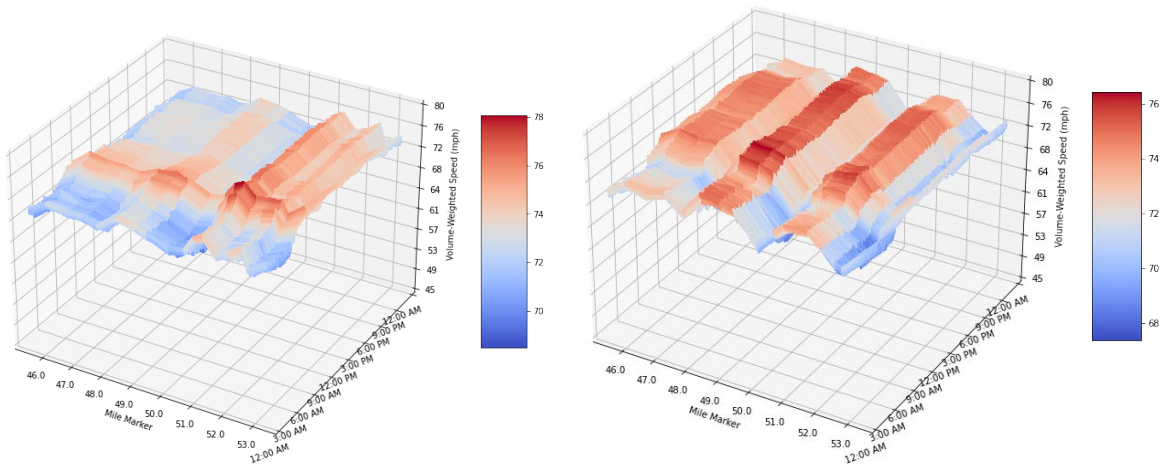 80
76
72
68
64
61
57
53
49
45
Volume-Weighted Speed (mph)
78
76
74
72
70
46.0
47.0
48.0
49.0
50.0
51.0
52.0
53.0
Mile Marker
12:00 AM
3:00 AM
6:00 AM
9:00 AM
12:00 PM
3:00 PM
6:00 PM
9:00 PM
12:00 AM
80
76
72
68
64
61
57
53
49
45
Volume-Weighted Speed (mph)
76
74
72
70
68
46.0
47.0
48.0
49.0
50.0
51.0
52.0
53.0
Mile Marker
12:00 AM
3:00 AM
6:00 AM
9:00 AM
12:00 PM
3:00 PM
6:00 PM
9:00 PM
12:00 AM